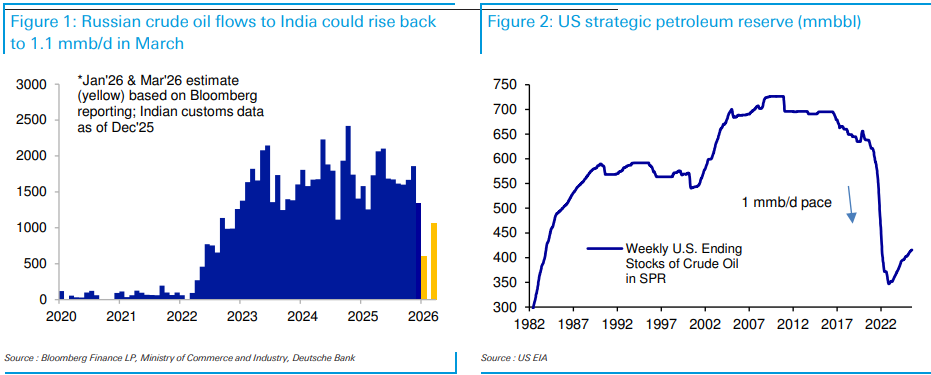 Figure 1: Russian crude oil flows to India could rise back
to 1.1 mmb/d in March
*Jan'26 & Mar'26 estimate
(yellow) based on Bloomberg
reporting; Indian customs data
as of Dec'25
3000
2500
2000
1500
1000
500
0
2020 2021 2022 2023 2024 2025 2026
Source : Bloomberg Finance LP, Ministry of Commerce and Industry, Deutsche Bank
Figure 2: US strategic petroleum reserve (mmbbl)
750
700
650
600
550
500
450
400
350
300
1 mmb/d pace
Weekly U.S. Ending
Stocks of Crude Oil
in SPR
1982 1987 1992 1997 2002 2007 2012 2017 2022
Source : US EIA